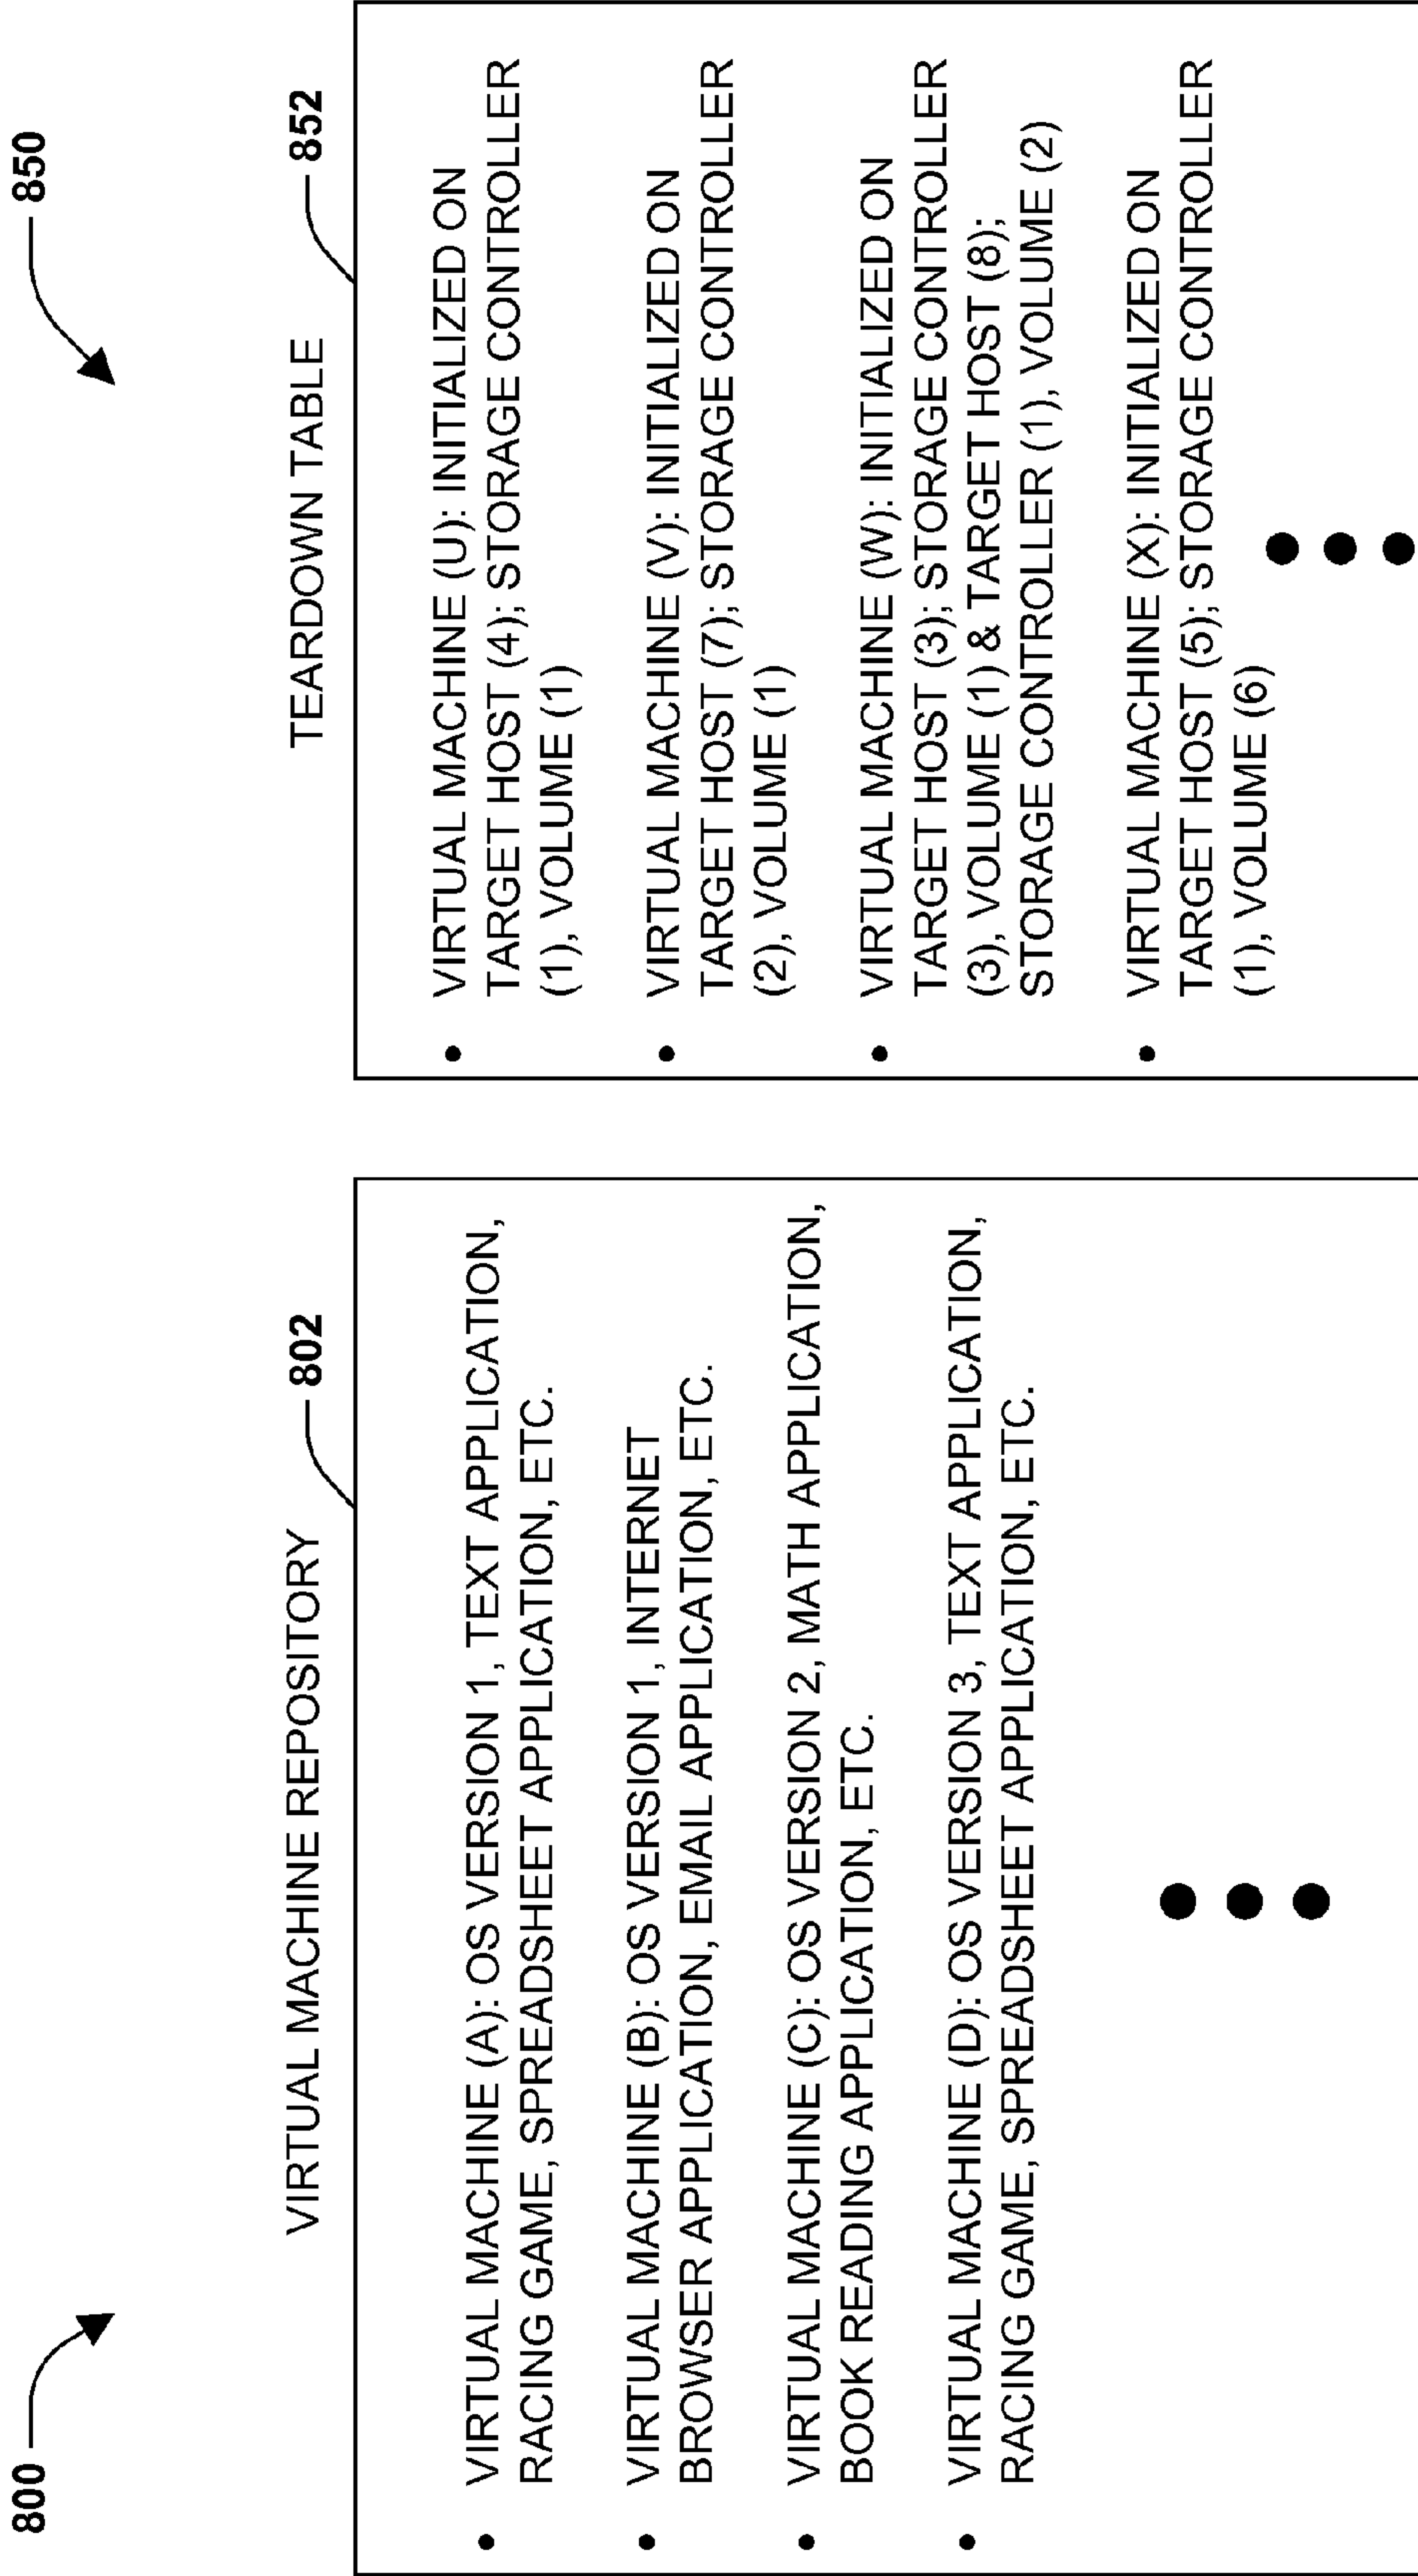 800
VIRTUAL MACHINE REPOSITORY
802
VIRTUAL MACHINE (A): OS VERSION 1, TEXT APPLICATION,
RACING GAME, SPREADSHEET APPLICATION, ETC.
VIRTUAL MACHINE (B): OS VERSION 1, INTERNET
BROWSER APPLICATION, EMAIL APPLICATION, ETC.
VIRTUAL MACHINE (C): OS VERSION 2, MATH APPLICATION,
BOOK READING APPLICATION, ETC.
VIRTUAL MACHINE (D): OS VERSION 3, TEXT APPLICATION,
RACING GAME, SPREADSHEET APPLICATION, ETC.
850
TEARDOWN TABLE
852
VIRTUAL MACHINE (U): INITIALIZED ON
TARGET HOST (4); STORAGE CONTROLLER
(1), VOLUME (1)
VIRTUAL MACHINE (V): INITIALIZED ON
TARGET HOST (7); STORAGE CONTROLLER
(2), VOLUME (1)
VIRTUAL MACHINE (W): INITIALIZED ON
TARGET HOST (3); STORAGE CONTROLLER
(3), VOLUME (1) & TARGET HOST (8);
STORAGE CONTROLLER (1), VOLUME (2)
VIRTUAL MACHINE (X): INITIALIZED ON
TARGET HOST (5); STORAGE CONTROLLER
(1), VOLUME (6)